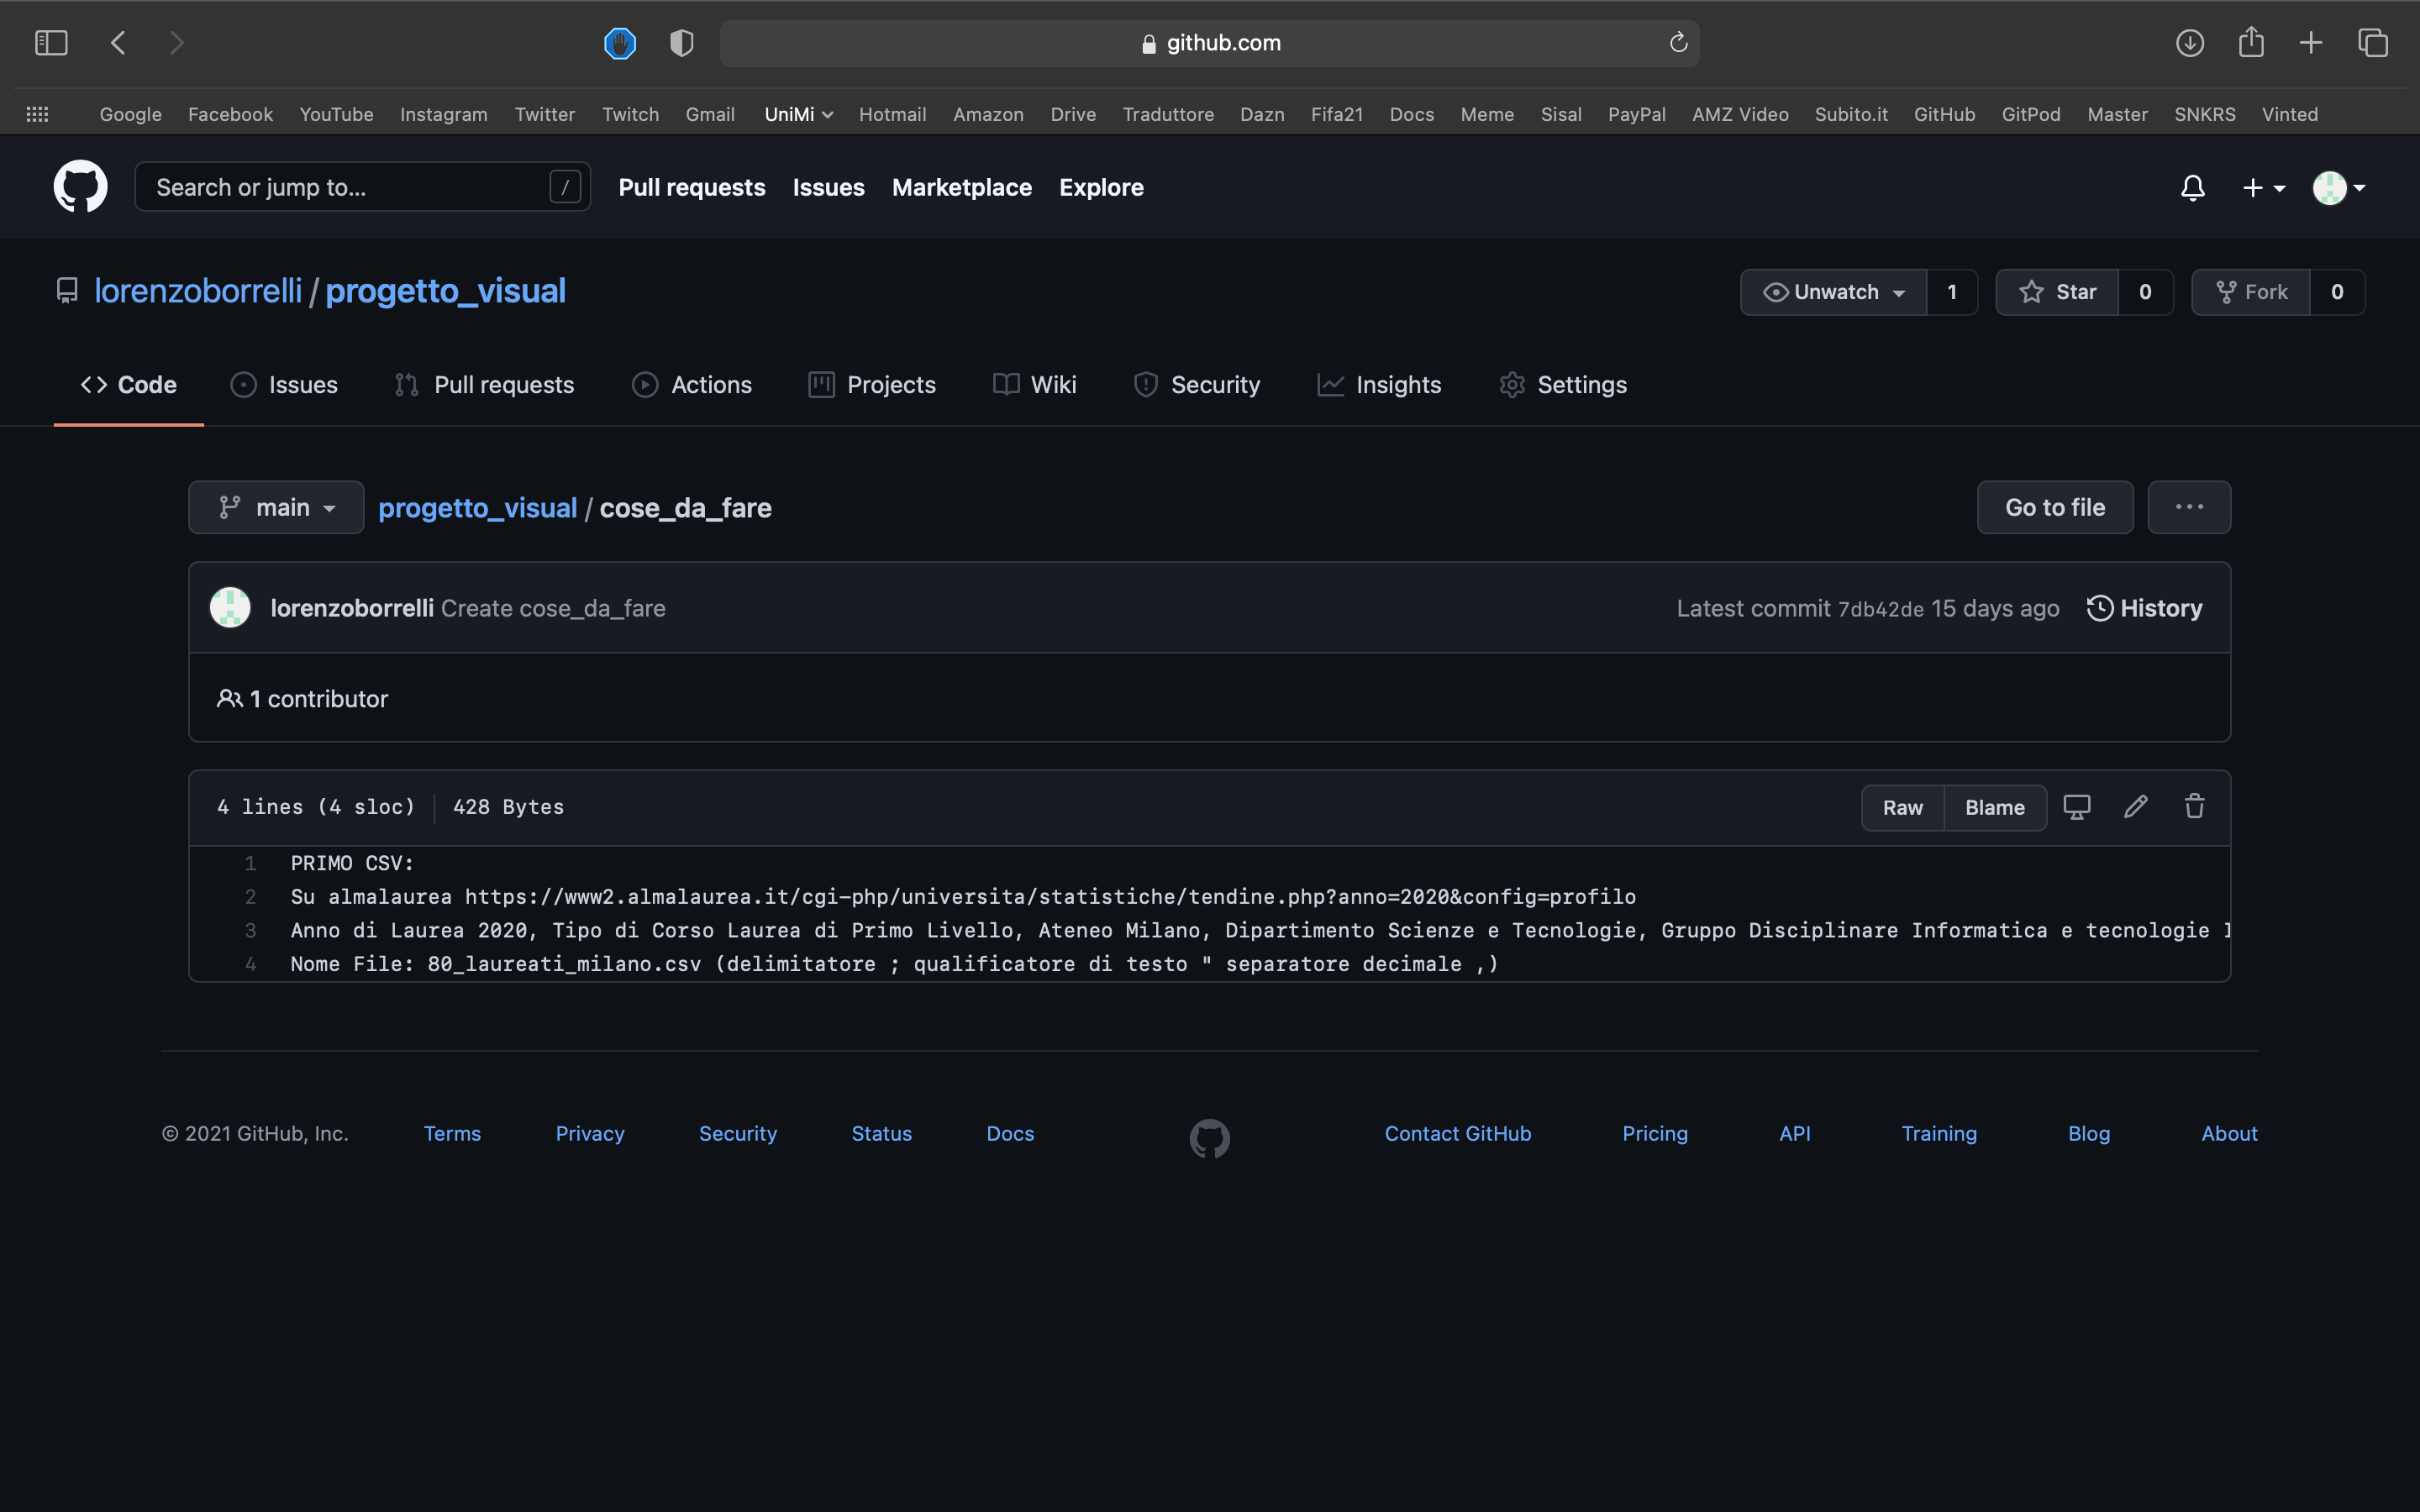 github.com
Google Facebook YouTube Instagram Twitter Twitch Gmail UniMi Hotmail Amazon Drive Traduttore Dazn Fifa21 Docs Meme Sisal PayPal AMZ Video Subito.it GitHub GitPod Master SNKRS Vinted
Search or jump to... / Pull requests Issues Marketplace Explore
lorenzoborrelli / progetto_visual Unwatch 1 Star 0 Fork 0
Code Issues Pull requests Actions Projects Wiki Security Insights Settings
main progetto_visual / cose_da_fare Go to file ...
lorenzoborrelli Create cose_da_fare Latest commit 7db42de 15 days ago History
1 contributor
4 lines (4 sloc) 428 Bytes Raw Blame
1 PRIMO CSV:
2 Su almalaurea https://www2.almalaurea.it/cgi-php/universita/statistiche/tendine.php?anno=2020&config=profilo
3 Anno di Laurea 2020, Tipo di Corso Laurea di Primo Livello, Ateneo Milano, Dipartimento Scienze e Tecnologie, Gruppo Disciplinare Informatica e tecnologie
4 Nome File: 80_laureati_milano.csv (delimitatore ; qualificatore di testo " separatore decimale ,)
© 2021 GitHub, Inc. Terms Privacy Security Status Docs Contact GitHub Pricing API Training Blog About